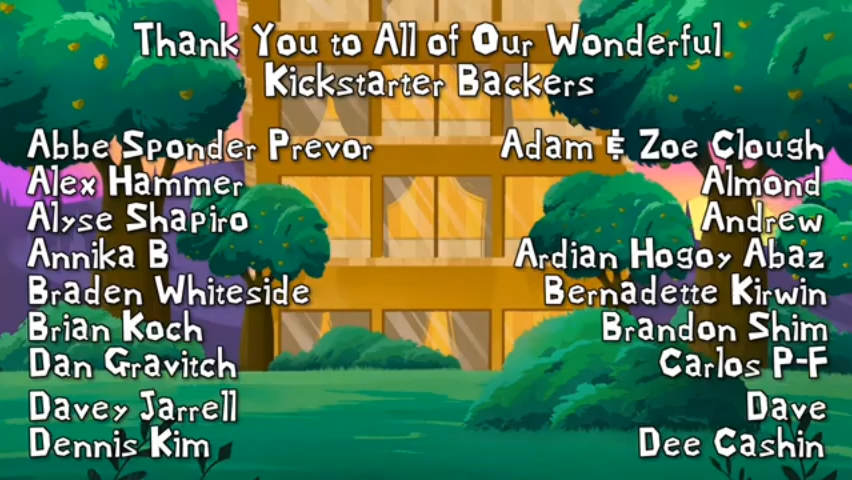 Thank You to All of Our Wonderful
Kickstarter Backers
Abbe Sponder Prevor
Adam & Zoe Clough
Alex Hammer
Almond
Alyse Shapiro
Andrew
Annika B
Ardian Hogoy Abaz
Braden Whiteside
Bernadette Kirwin
Brian Koch
Brandon Shim
Dan Gravitch
Carlos P-F
Davey Jarrell
Dave
Dennis Kim
Dee Cashin